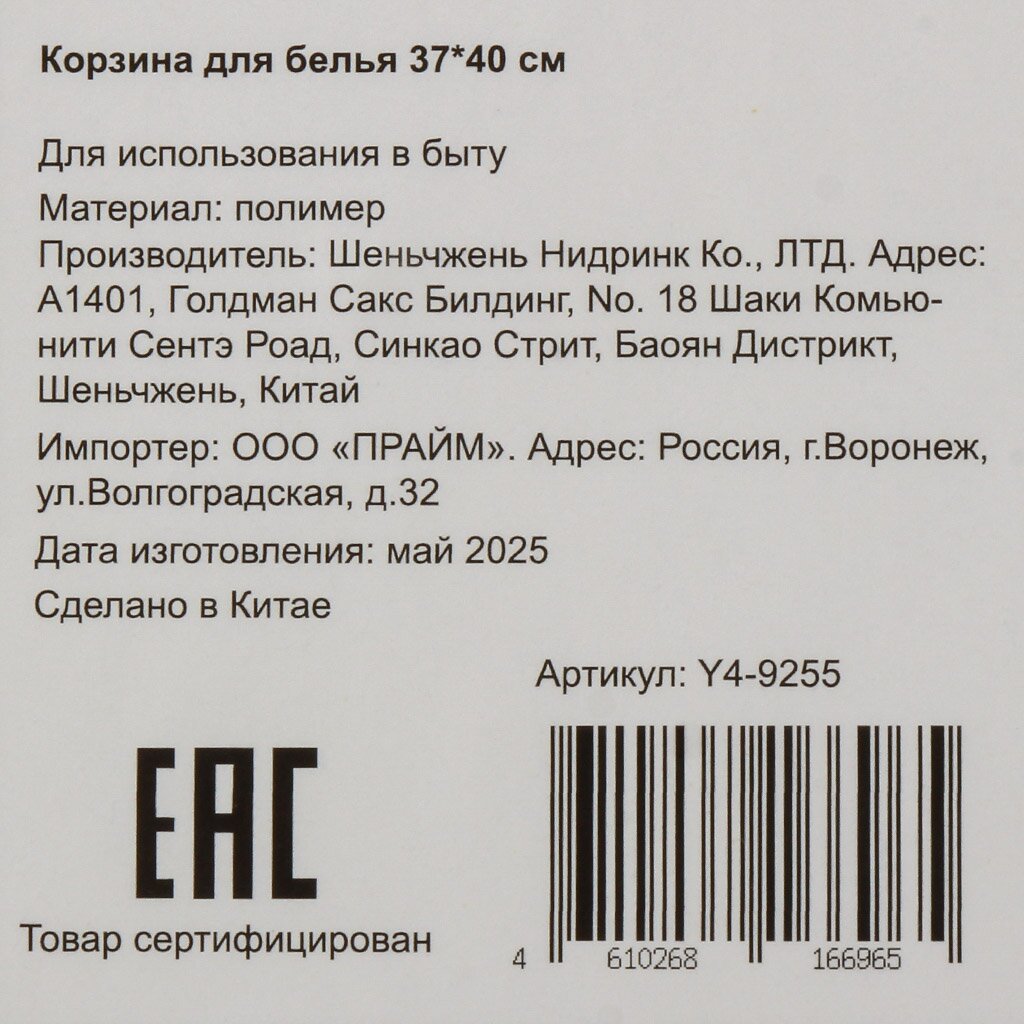 Корзина для белья 37*40 см
Для использования в быту
Материал: полимер
Производитель: Шеньчжень Нидринк Ко., ЛТД. Адрес:
А1401, Голдман Сакс Билдинг, No. 18 Шаки Комью-
нити Сентэ Роад, Синкао Стрит, Баоян Дистрикт,
Шеньчжень, Китай
Импортер: ООО «ПРАЙМ». Адрес: Россия, г.Воронеж,
ул.Волгоградская, д.32
Дата изготовления: май 2025
Сделано в Китае
Артикул: Y4-9255
EAC
Товар сертифицирован
4 610268 166965